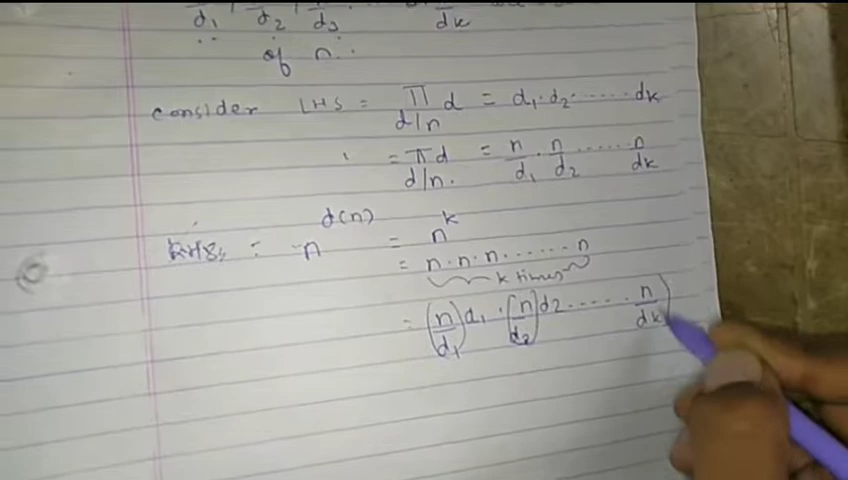 d₁ d₂ d₃ dk
of n.
consider LHS = π d = d₁.d₂......dk
d/n
= π d = n/d₁ . n/d₂ ...... n/dk
d/n.
RHS : n^d(n) = n^k
= n.n.n.......n
k times
= (n/d₁)d₁.(n/d₂)d₂......(n/dk)